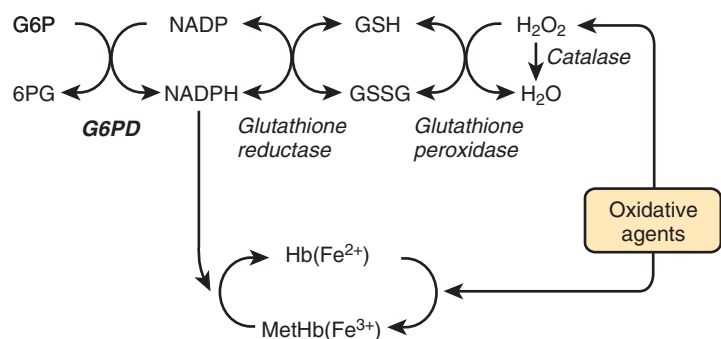 G6P NADP GSH H₂O₂
Catalase
6PG NADPH GSSG H₂O
G6PD Glutathione reductase Glutathione peroxidase
Oxidative
agents
Hb(Fe²⁺)
MetHb(Fe³⁺)